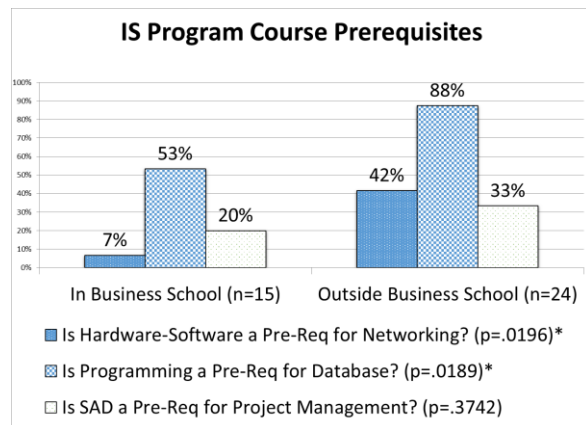 IS Program Course Prerequisites
100%
90%
80%
70%
60%
50%
40%
30%
20%
10%
0%
7%
53%
20%
42%
88%
33%
In Business School (n=15)
Outside Business School (n=24)
Is Hardware-Software a Pre-Req for Networking? (p=.0196)*
Is Programming a Pre-Req for Database? (p=.0189)*
Is SAD a Pre-Req for Project Management? (p=.3742)